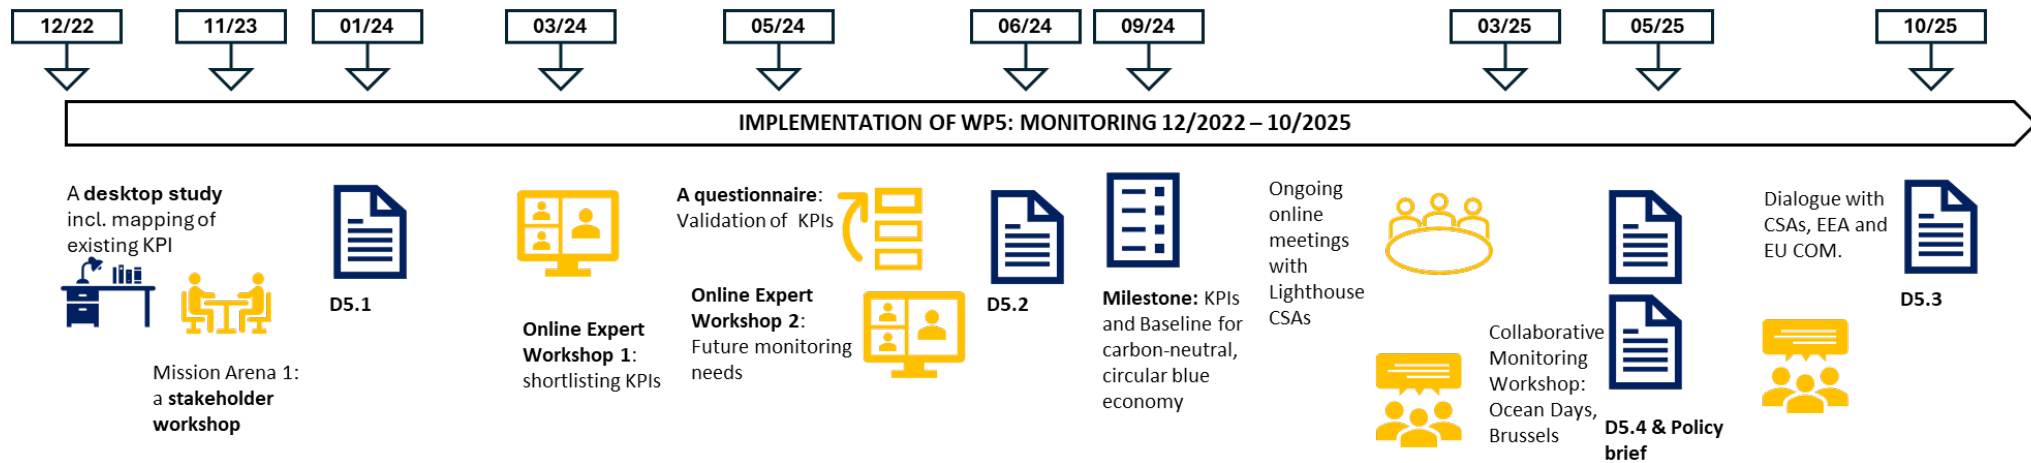 12/22
11/23
01/24
03/24
05/24
06/24
09/24
03/25
05/25
10/25
IMPLEMENTATION OF WP5: MONITORING 12/2022 – 10/2025
A desktop study
incl. mapping of
existing KPI
Mission Arena 1:
a stakeholder
workshop
D5.1
Online Expert
Workshop 1:
shortlisting KPIs
A questionnaire:
Validation of KPIs
Online Expert
Workshop 2:
Future monitoring
needs
D5.2
Milestone: KPIs
and Baseline for
carbon-neutral,
circular blue
economy
Ongoing
online
meetings
with
Lighthouse
CSAs
Collaborative
Monitoring
Workshop:
Ocean Days,
Brussels
D5.4 & Policy
brief
Dialogue with
CSAs, EEA and
EU COM.
D5.3